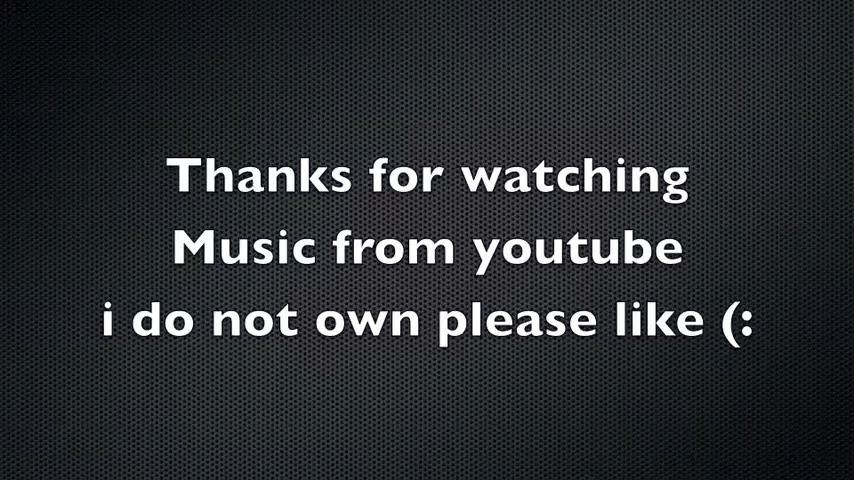 Thanks for watching
Music from youtube
i do not own please like (: